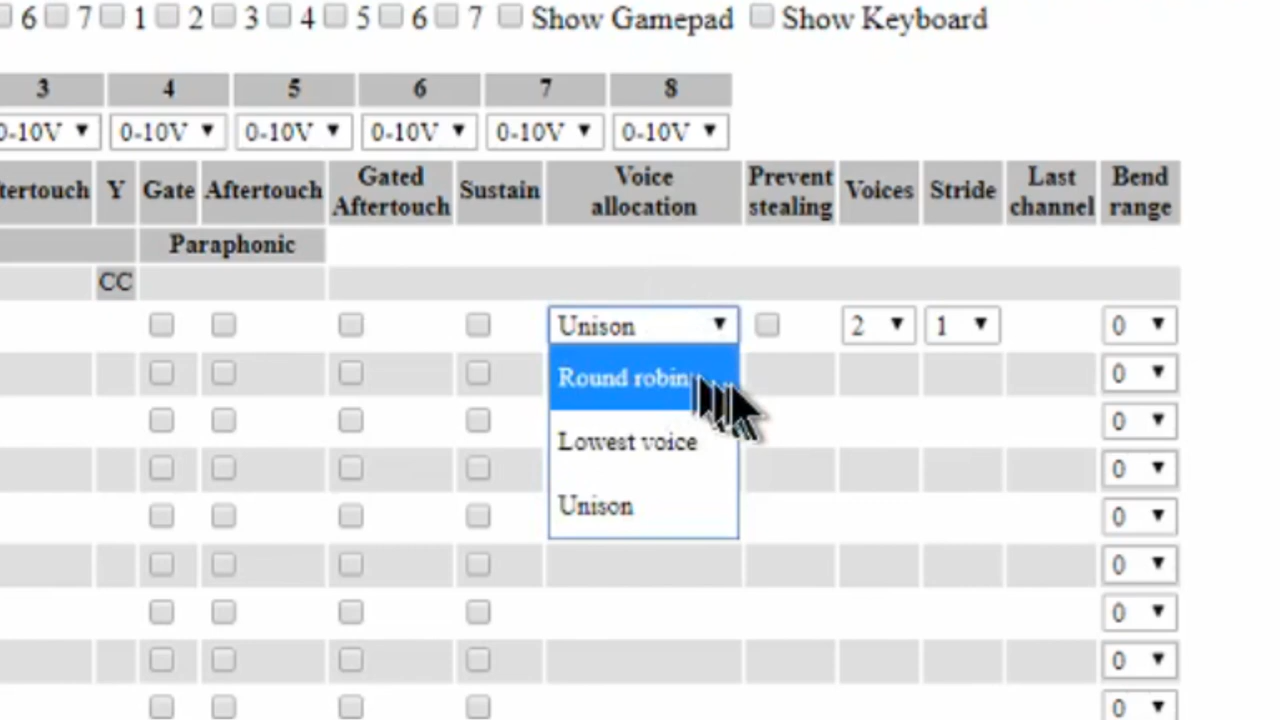 6 7 1 2 3 4 5 6 7 Show Gamepad Show Keyboard
3 4 5 6 7 8
0-10V 0-10V 0-10V 0-10V 0-10V 0-10V
tertouch Y Gate Aftertouch Gated Aftertouch Sustain Voice allocation Prevent stealing Voices Stride Last channel Bend range
Paraphonic
CC
Unison 2 1 0
Round robin 0
0
Lowest voice 0
Unison 0
0
0
0
0